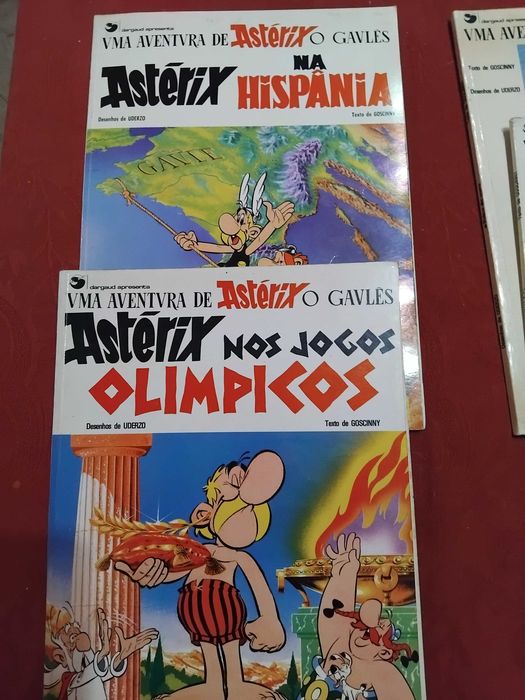 dargaud apresenta
VMA AVENTVRA DE Astérix O GAVLÊS
Astérix NA
HISPÂNIA
Desenhos de UDERZO
Texto de GOSCINNY
GAVLE
dargaud apresenta
VMA AVENTVRA DE Astérix O GAVLÊS
Astérix NOS JOGOS
OLIMPICOS
Desenhos de UDERZO
Texto de GOSCINNY
dargaud apresenta
VMA AVEN
Texto de GOSCINNY
Desenhos de UDERZO